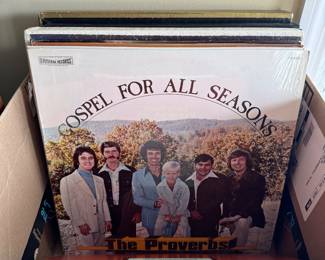 GOSPEL FOR ALL SEASONS
The Proverbs